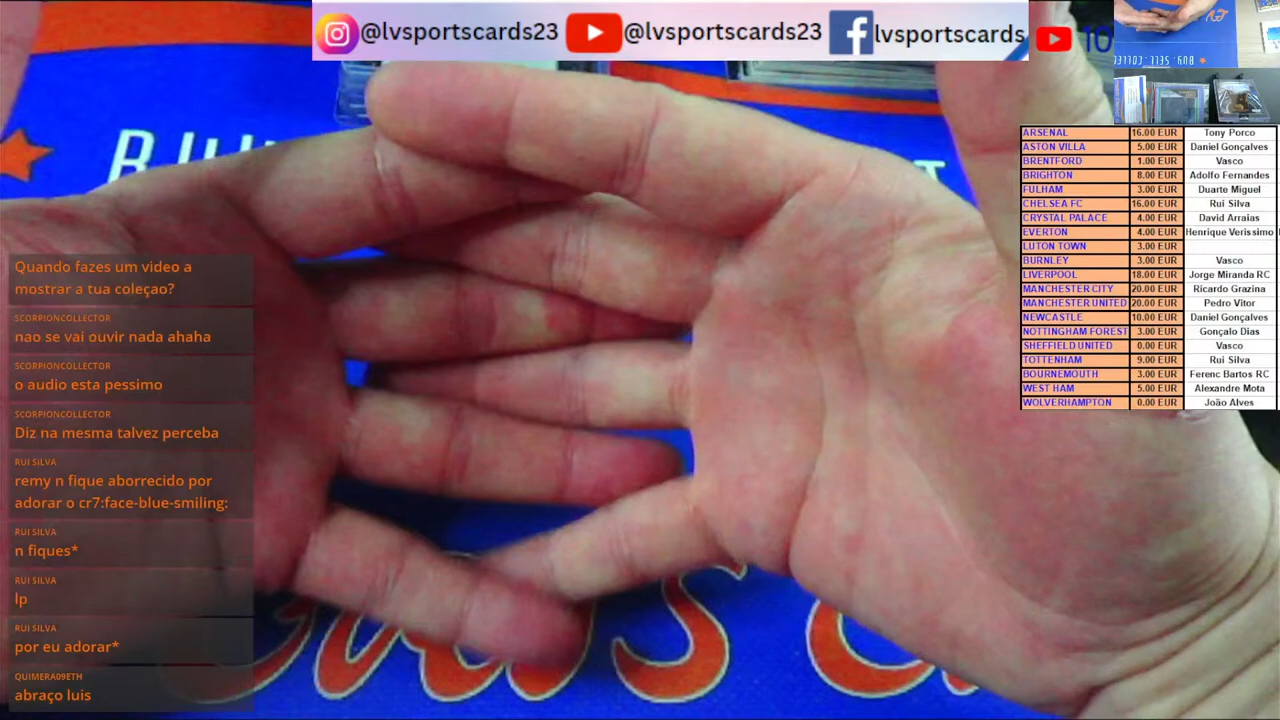 @lvsportscards23
@lvsportscards23
lvsportscards
10
BUY. SELL. COLLE
ARSENAL 16.00 EUR Tony Porco
ASTON VILLA 5.00 EUR Daniel Gonçalves
BRENTFORD 1.00 EUR Vasco
BRIGHTON 8.00 EUR Adolfo Fernandes
FULHAM 3.00 EUR Duarte Miguel
CHELSEA FC 16.00 EUR Rui Silva
CRYSTAL PALACE 4.00 EUR David Arraias
EVERTON 4.00 EUR Henrique Verissimo
LUTON TOWN 3.00 EUR
BURNLEY 3.00 EUR Vasco
LIVERPOOL 18.00 EUR Jorge Miranda RC
MANCHESTER CITY 20.00 EUR Ricardo Grazina
MANCHESTER UNITED 20.00 EUR Pedro Vitor
NEWCASTLE 10.00 EUR Daniel Gonçalves
NOTTINGHAM FOREST 3.00 EUR Gonçalo Dias
SHEFFIELD UNITED 0.00 EUR Vasco
TOTTENHAM 9.00 EUR Rui Silva
BOURNEMOUTH 3.00 EUR Ferenc Bartos RC
WEST HAM 5.00 EUR Alexandre Mota
WOLVERHAMPTON 0.00 EUR João Alves
Quando fazes um video a
mostrar a tua coleçao?
SCORPIONCOLLECTOR
nao se vai ouvir nada ahaha
SCORPIONCOLLECTOR
o audio esta pessimo
SCORPIONCOLLECTOR
Diz na mesma talvez perceba
RUI SILVA
remy n fique aborrecido por
adorar o cr7:face-blue-smiling:
RUI SILVA
n fiques*
RUI SILVA
lp
RUI SILVA
por eu adorar*
QUIMERA09ETH
abraço luis